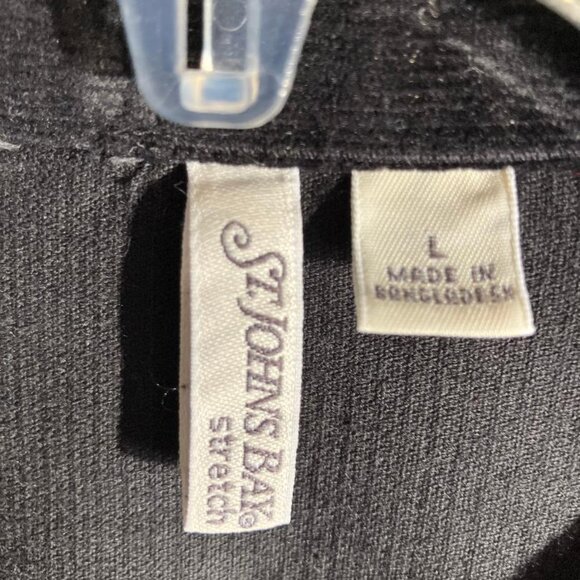 ST. JOHNS BAY®
stretch
L
MADE IN
BANGLADESH